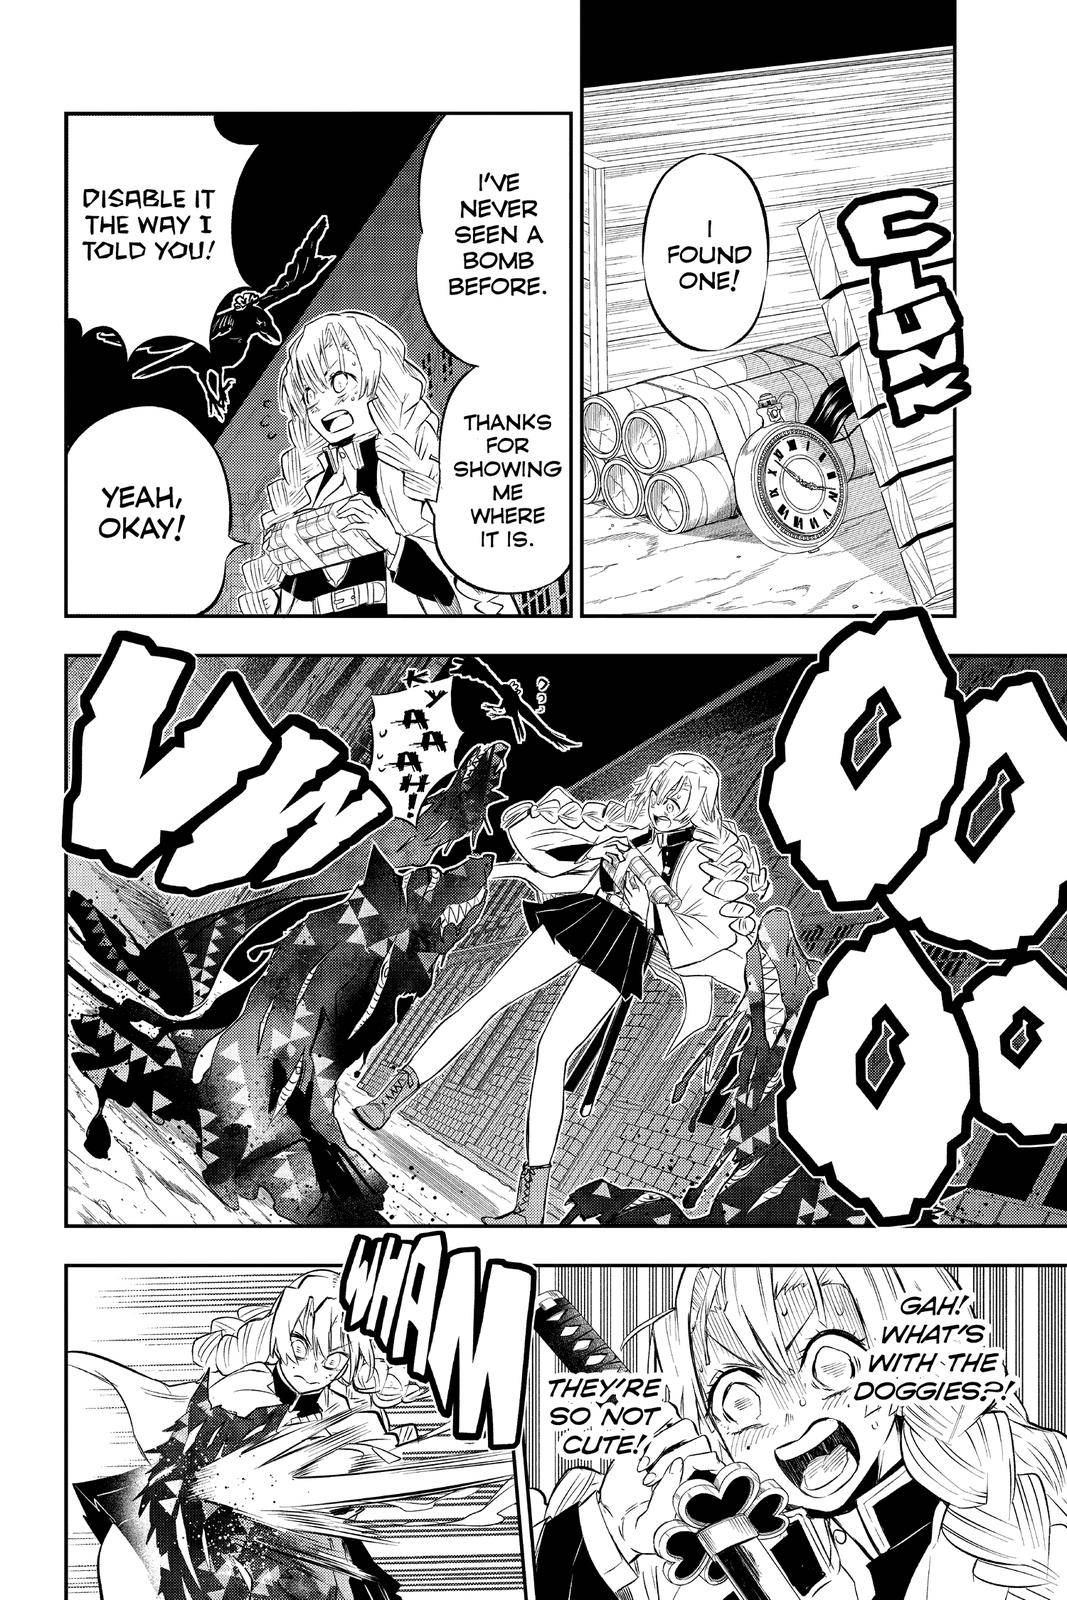 I
FOUND
ONE!
CLUNK
I'VE
NEVER
SEEN A
BOMB
BEFORE.
THANKS
FOR
SHOWING
ME
WHERE
IT IS.
DISABLE IT
THE WAY I
TOLD YOU!
YEAH,
OKAY!
KYAAAH!
GAH!
WHAT'S
WITH THE
DOGGIES?!
THEY'RE
SO NOT
CUTE!
WHAM